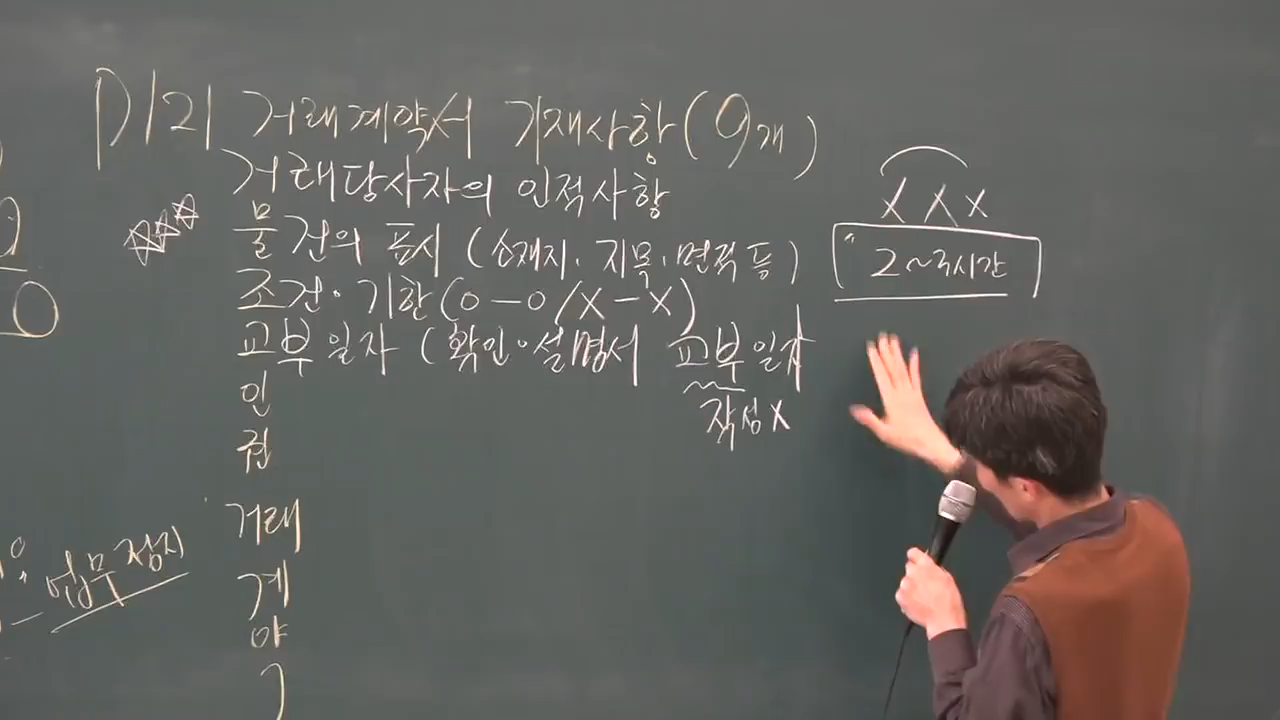 P121 거래계약서 기재사항(9개)
거래당사자의 인적사항
물건의 표시 (소재지·지목·면적 등)
조건·기한(O-O/X-X)
교부일자 (확인·설명서 교부일자
작성X
인
권
거래
계
야
X X X
2~3시간
업무정지